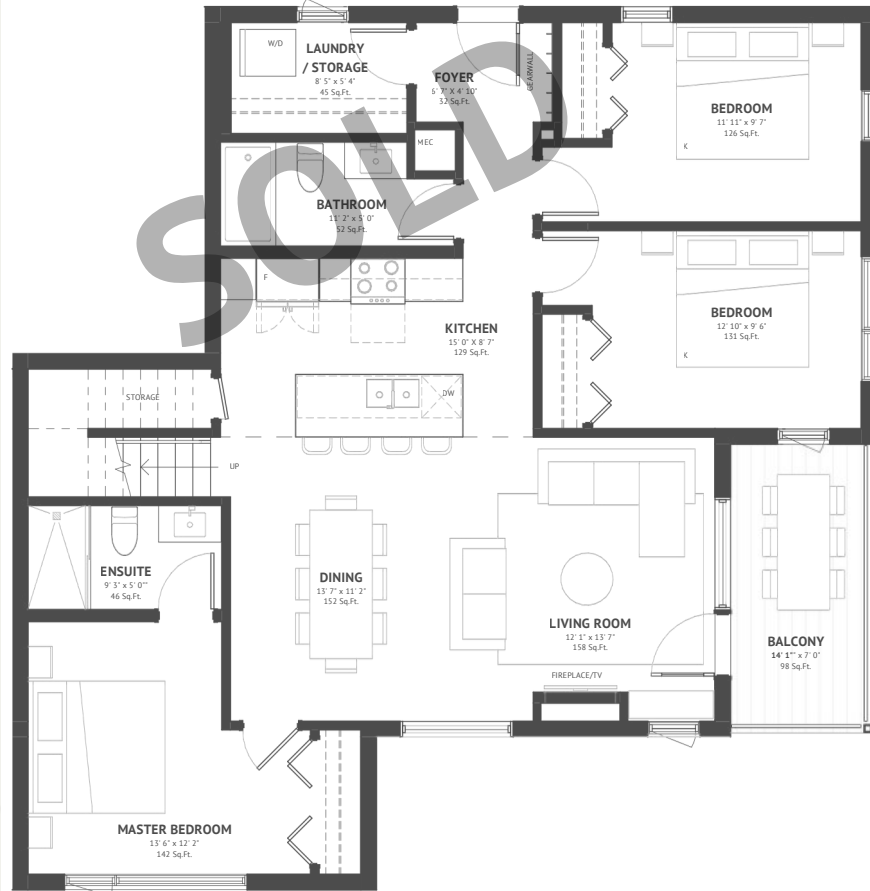 W/D
LAUNDRY
/ STORAGE
8' 5" x 5' 4"
45 Sq.Ft.
FOYER
6' 7" X 4' 10"
32 Sq.Ft.
GEARWALL
BEDROOM
11' 11" x 9' 7"
126 Sq.Ft.
K
MEC
BATHROOM
11' 2" x 5' 0"
52 Sq.Ft.
SOLD
F
KITCHEN
15' 0" X 8' 7"
129 Sq.Ft.
BEDROOM
12' 10" x 9' 6"
131 Sq.Ft.
K
DW
STORAGE
UP
ENSUITE
9' 3" x 5' 0""
46 Sq.Ft.
DINING
13' 7" x 11' 2"
152 Sq.Ft.
LIVING ROOM
12' 1" x 13' 7"
158 Sq.Ft.
FIREPLACE/TV
BALCONY
14' 1"" x 7' 0"
98 Sq.Ft.
MASTER BEDROOM
13' 6" x 12' 2"
142 Sq.Ft.